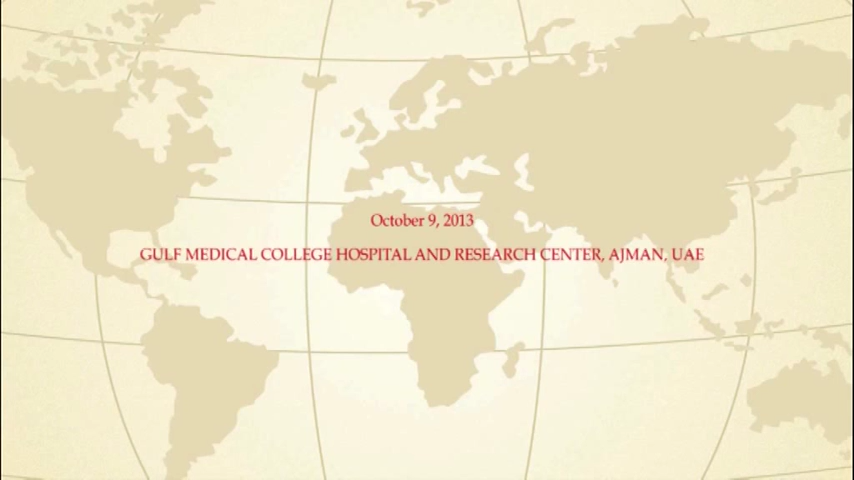 October 9, 2013
GULF MEDICAL COLLEGE HOSPITAL AND RESEARCH CENTER, AJMAN, UAE